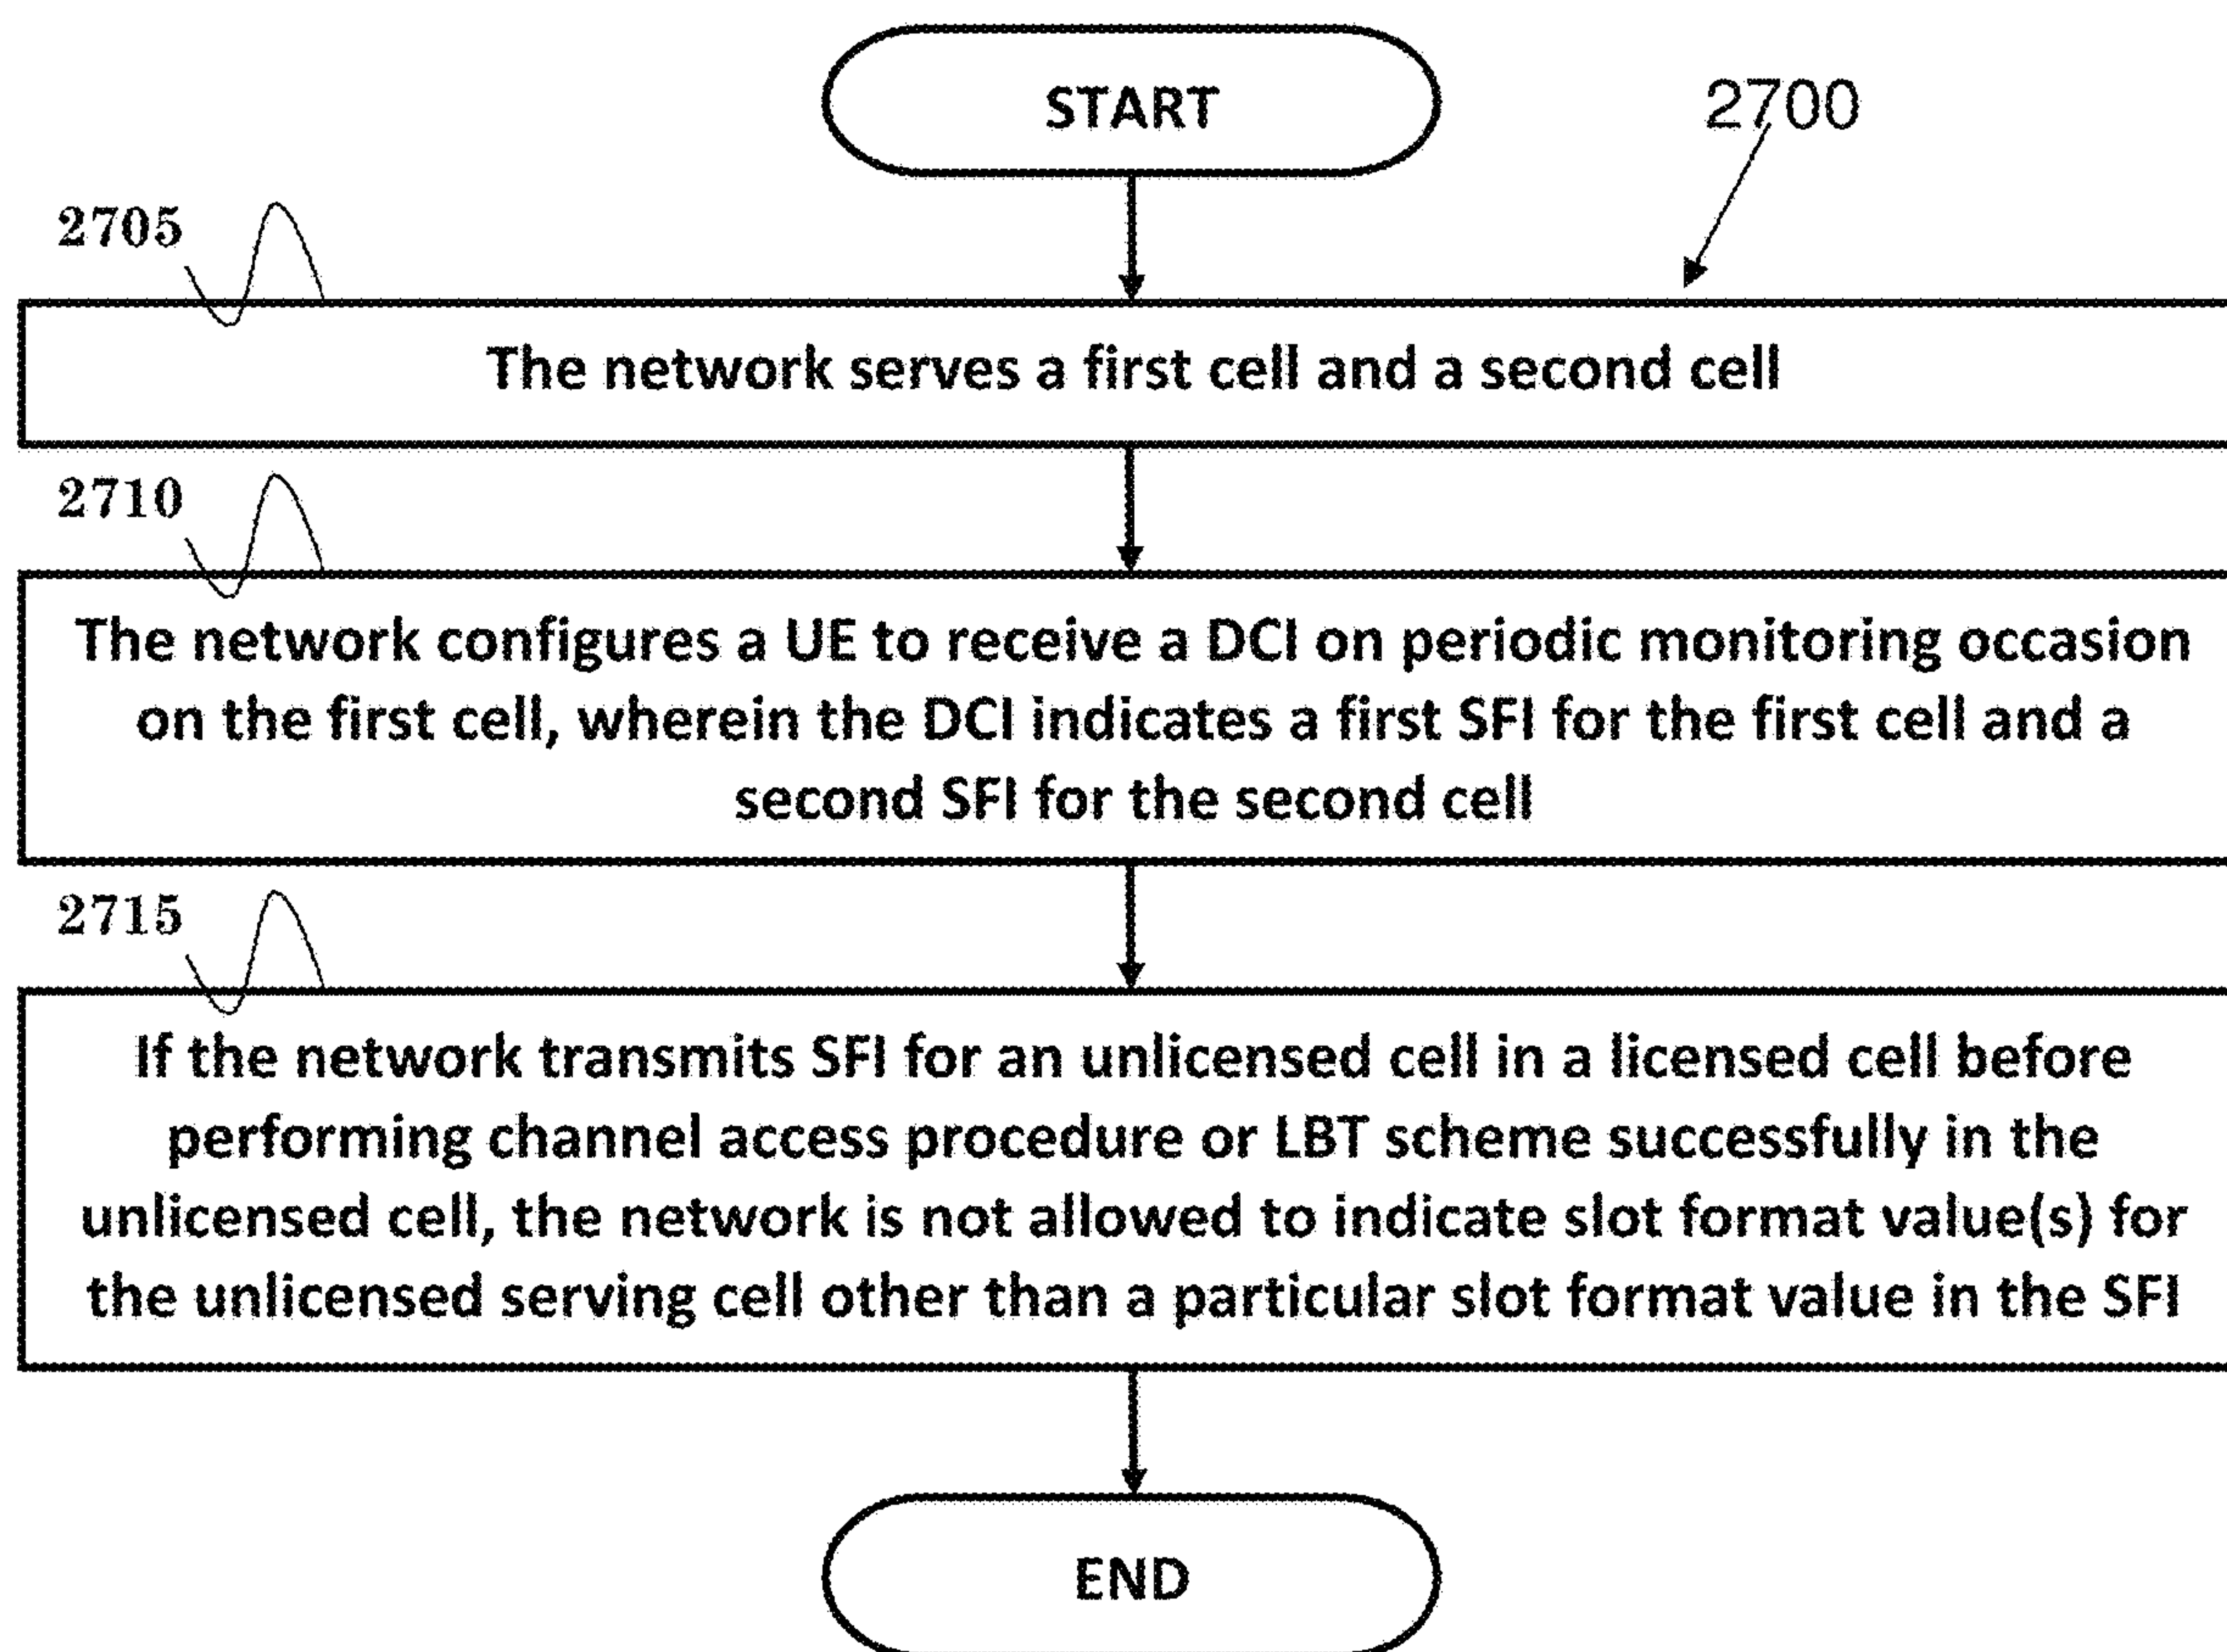 START
2700
2705
The network serves a first cell and a second cell
2710
The network configures a UE to receive a DCI on periodic monitoring occasion
on the first cell, wherein the DCI indicates a first SFI for the first cell and a
second SFI for the second cell
2715
If the network transmits SFI for an unlicensed cell in a licensed cell before
performing channel access procedure or LBT scheme successfully in the
unlicensed cell, the network is not allowed to indicate slot format value(s) for
the unlicensed serving cell other than a particular slot format value in the SFI
END